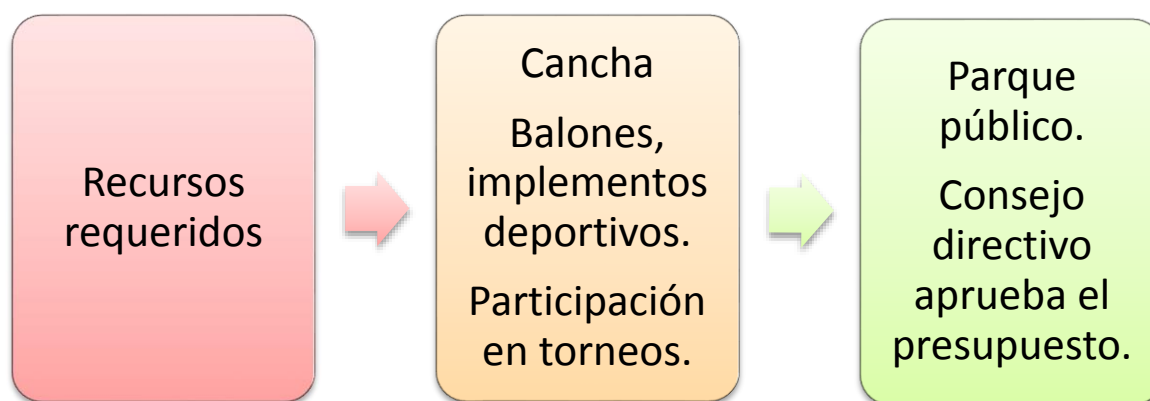 Recursos
requeridos
Cancha
Balones,
implementos
deportivos.
Participación
en torneos.
Parque
público.
Consejo
directivo
aprueba el
presupuesto.